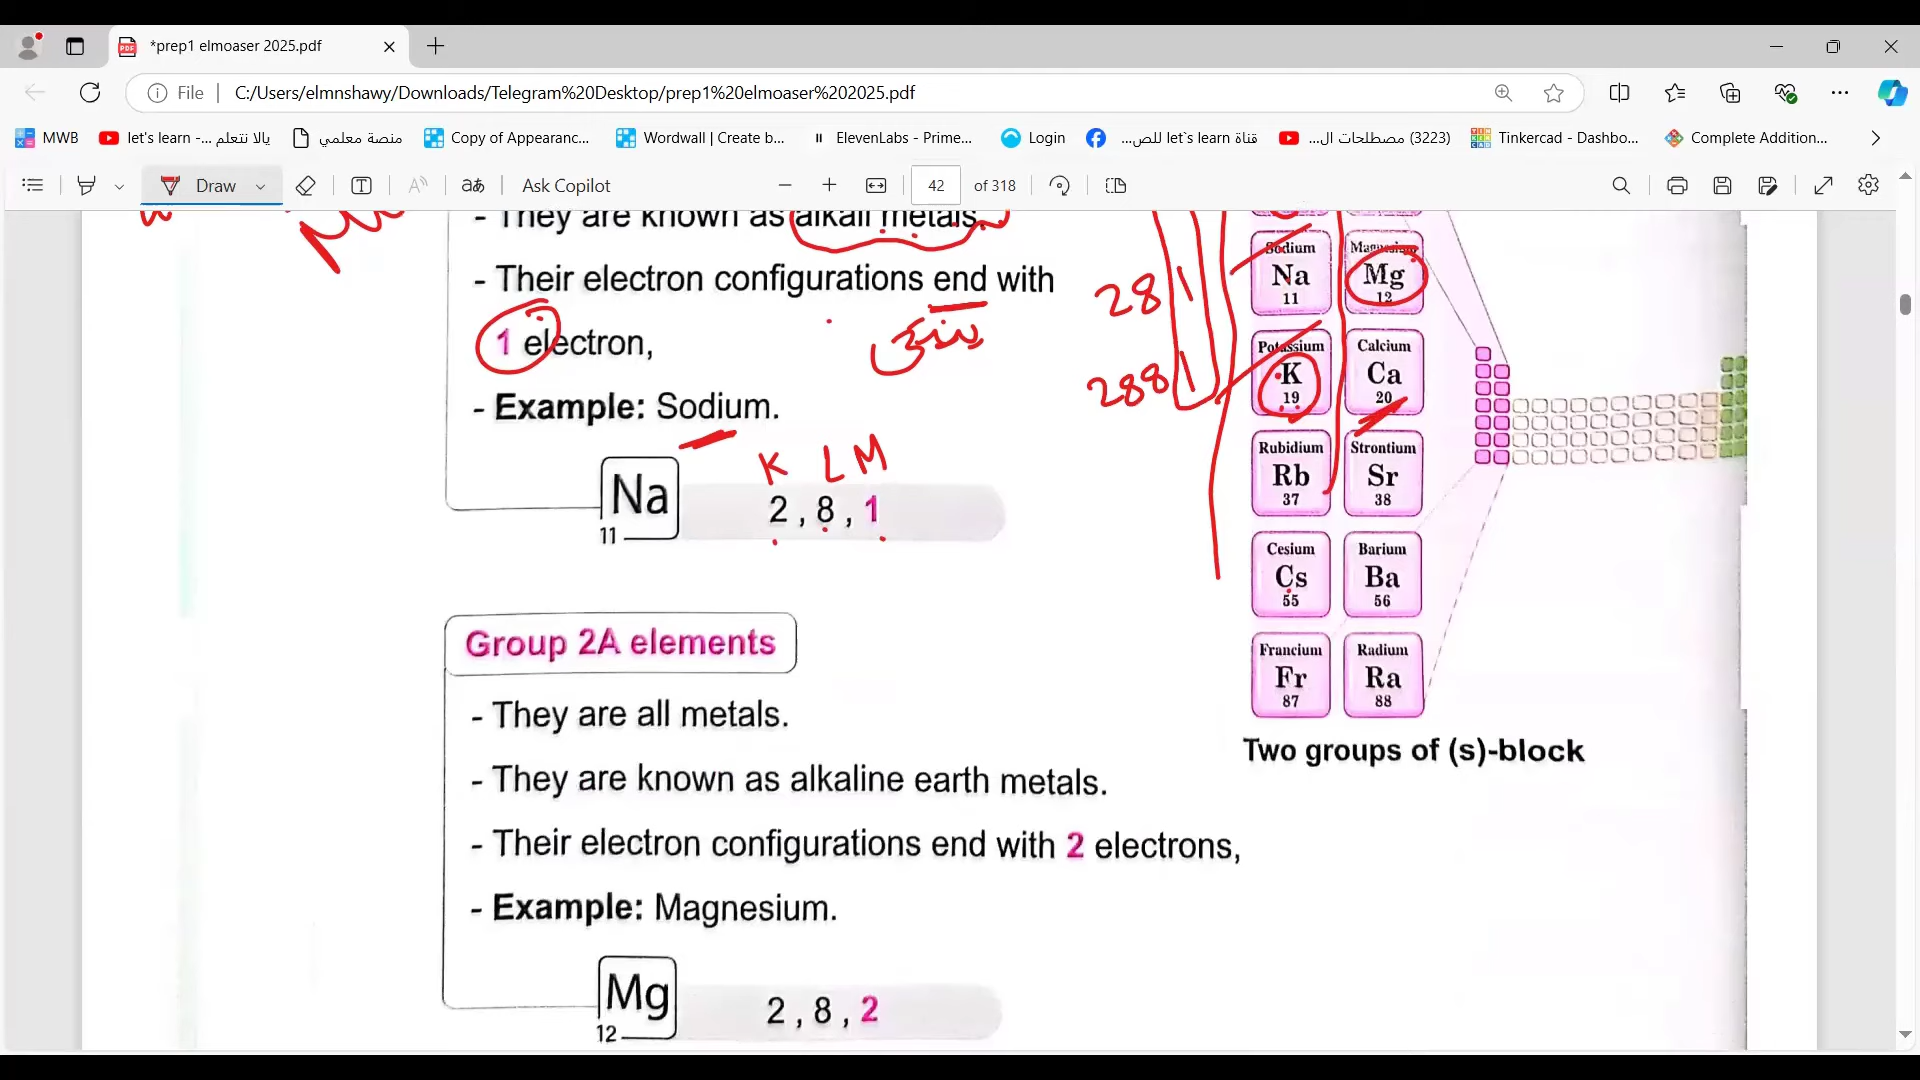 *prep1 elmoaser 2025.pdf
File
C:/Users/elmnshawy/Downloads/Telegram%20Desktop/prep1%20elmoaser%202025.pdf
MWB
let's learn -... يالا نتعلم
منصة معلمي
Copy of Appearanc...
Wordwall | Create b...
ElevenLabs - Prime...
Login
قناة let`s learn للص...
(3223) مصطلحات ال...
Tinkercad - Dashbo...
Complete Addition...
Draw
Ask Copilot
42
of 318
- They are known as alkali metals.
- Their electron configurations end with
1 electron,
- Example: Sodium.
K L M
Na
11
2 , 8 , 1
Group 2A elements
- They are all metals.
- They are known as alkaline earth metals.
- Their electron configurations end with 2 electrons,
- Example: Magnesium.
Mg
12
2 , 8 , 2
281
2881
Sodium
Na
11
Magnesium
Mg
12
Potassium
K
19
Calcium
Ca
20
Rubidium
Rb
37
Strontium
Sr
38
Cesium
Cs
55
Barium
Ba
56
Francium
Fr
87
Radium
Ra
88
Two groups of (s)-block